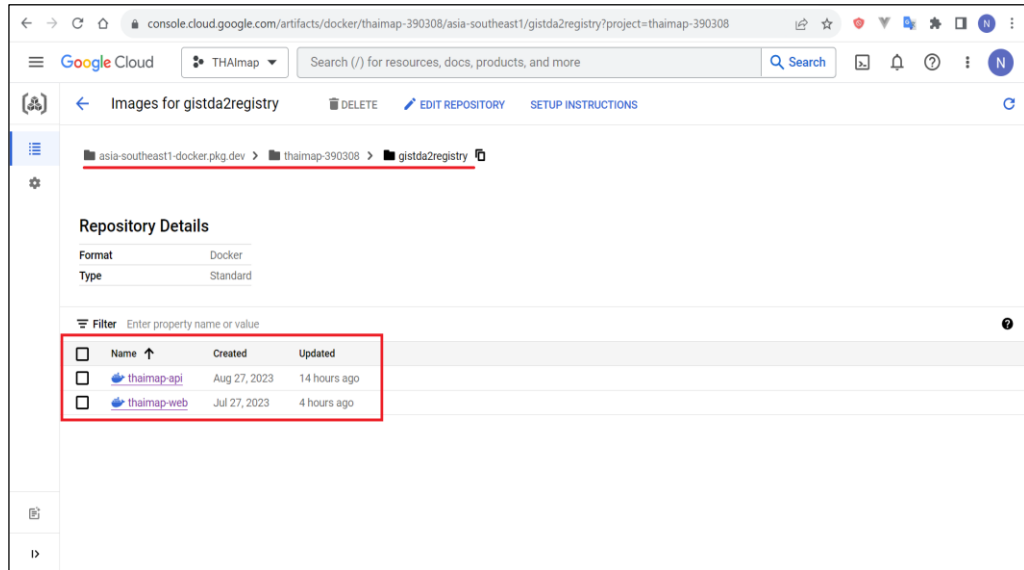 console.cloud.google.com/artifacts/docker/thaimap-390308/asia-southeast1/gistda2registry?project=thaimap-390308
N
Google Cloud
THAImap
Search (/) for resources, docs, products, and more
Search
N
Images for gistda2registry
DELETE
EDIT REPOSITORY
SETUP INSTRUCTIONS
asia-southeast1-docker.pkg.dev > thaimap-390308 > gistda2registry
Repository Details
Format Docker
Type Standard
Filter Enter property name or value
Name Created Updated
thaimap-api Aug 27, 2023 14 hours ago
thaimap-web Jul 27, 2023 4 hours ago